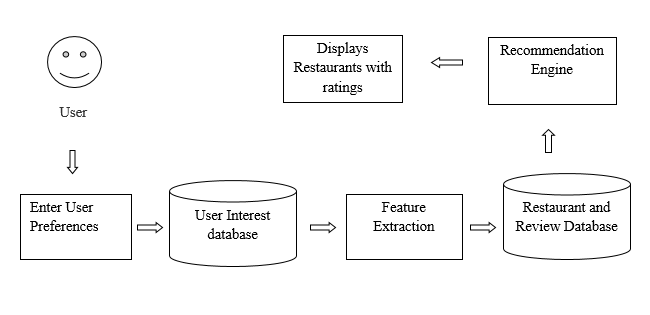 Displays
Restaurants with
ratings
Recommendation
Engine
User
Enter User
Preferences
User Interest
database
Feature
Extraction
Restaurant and
Review Database